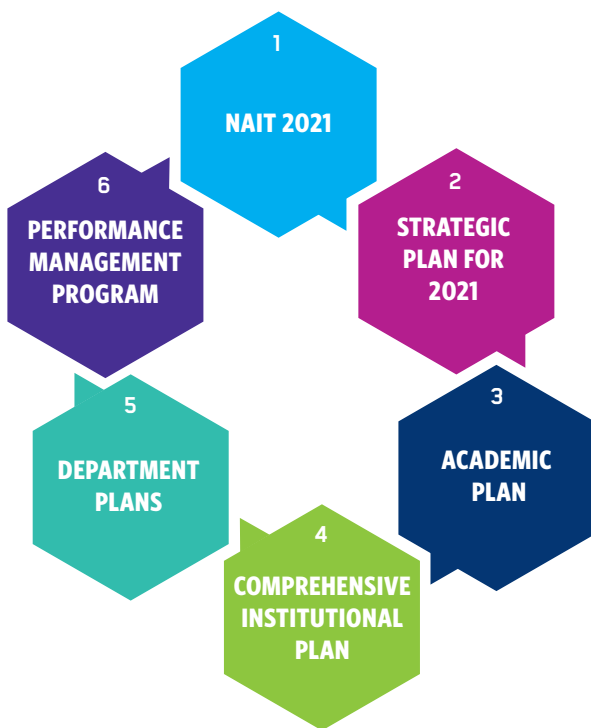 1
NAIT 2021
2
STRATEGIC
PLAN FOR
2021
3
ACADEMIC
PLAN
4
COMPREHENSIVE
INSTITUTIONAL
PLAN
5
DEPARTMENT
PLANS
6
PERFORMANCE
MANAGEMENT
PROGRAM